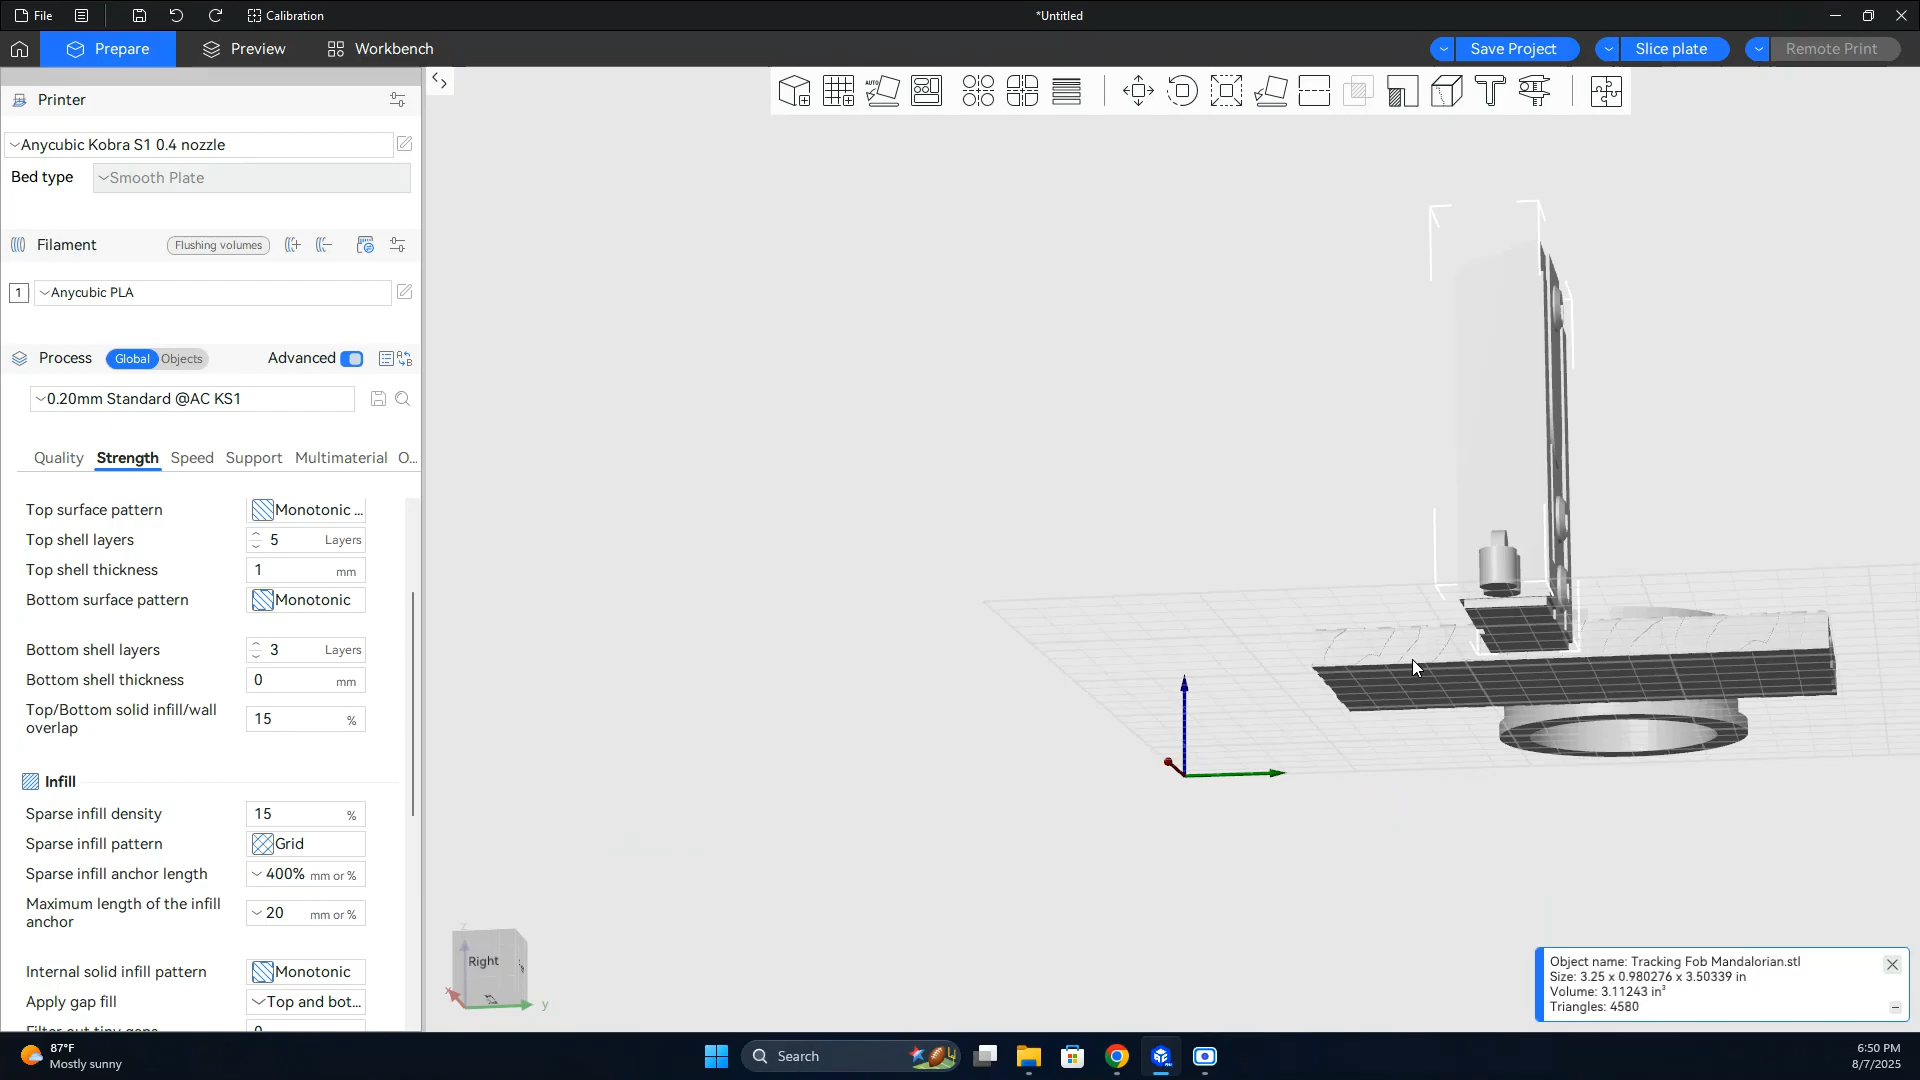 File
Calibration
*Untitled
Prepare
Preview
Workbench
Save Project
Slice plate
Remote Print
Printer
Anycubic Kobra S1 0.4 nozzle
Bed type
Smooth Plate
Filament
Flushing volumes
1
Anycubic PLA
Process
Global
Objects
Advanced
0.20mm Standard @AC KS1
Quality
Strength
Speed
Support
Multimaterial
O...
Top surface pattern
Monotonic ...
Top shell layers
5 Layers
Top shell thickness
1 mm
Bottom surface pattern
Monotonic
Bottom shell layers
3 Layers
Bottom shell thickness
0 mm
Top/Bottom solid infill/wall
overlap
15 %
Infill
Sparse infill density
15 %
Sparse infill pattern
Grid
Sparse infill anchor length
400% mm or %
Maximum length of the infill
anchor
20 mm or %
Internal solid infill pattern
Monotonic
Apply gap fill
Top and bot...
Filter out tiny gaps
0
Right
z
x
y
Object name: Tracking Fob Mandalorian.stl
Size: 3.25 x 0.980276 x 3.50339 in
Volume: 3.11243 in³
Triangles: 4580
87°F
Mostly sunny
Search
6:50 PM
8/7/2025